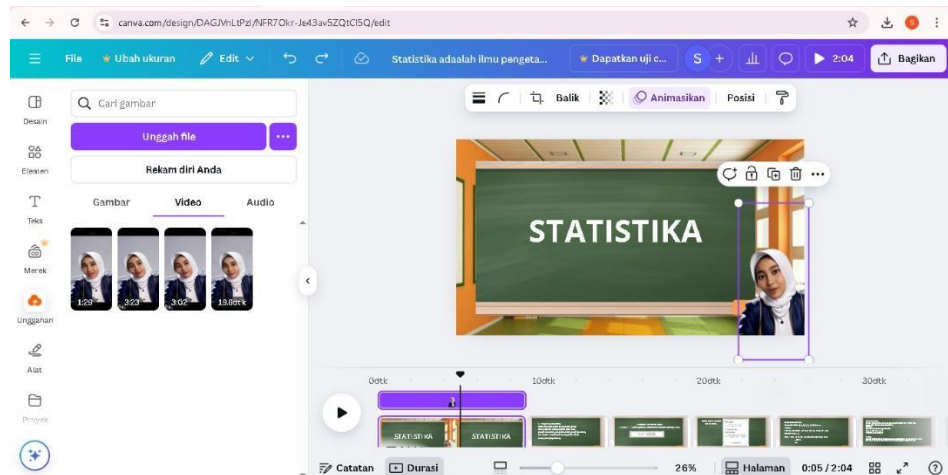 canva.com/design/DAGJVnLtPzI/NFR7Okr-Je43av5ZQtCl5Q/edit
File
Ubah ukuran
Edit
Statistika adaalah ilmu pengeta...
Dapatkan uji c...
S
+
2:04
Bagikan
Desain
Elemen
Teks
Merek
Unggahan
Alat
Proyek
Cari gambar
Unggah file
Rekam diri Anda
Gambar
Video
Audio
1:29
3:23
3:02
19.8dtk
Balik
Animasikan
Posisi
STATISTIKA
0dtk
10dtk
20dtk
30dtk
STATISTIKA
STATISTIKA
Catatan
Durasi
26%
Halaman
0:05 / 2:04